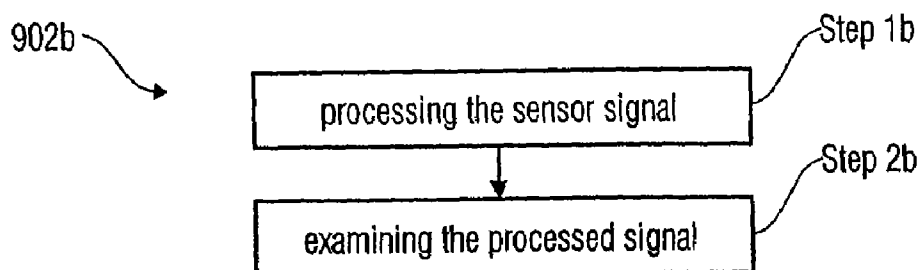 902b
Step 1b
processing the sensor signal
Step 2b
examining the processed signal